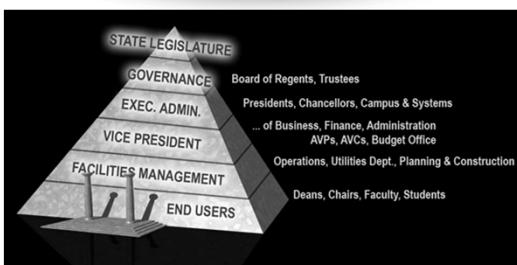 STATE LEGISLATURE
GOVERNANCE
Board of Regents, Trustees
EXEC. ADMIN.
Presidents, Chancellors, Campus & Systems
VICE PRESIDENT
... of Business, Finance, Administration
AVPs, AVCs, Budget Office
FACILITIES MANAGEMENT
Operations, Utilities Dept., Planning & Construction
END USERS
Deans, Chairs, Faculty, Students